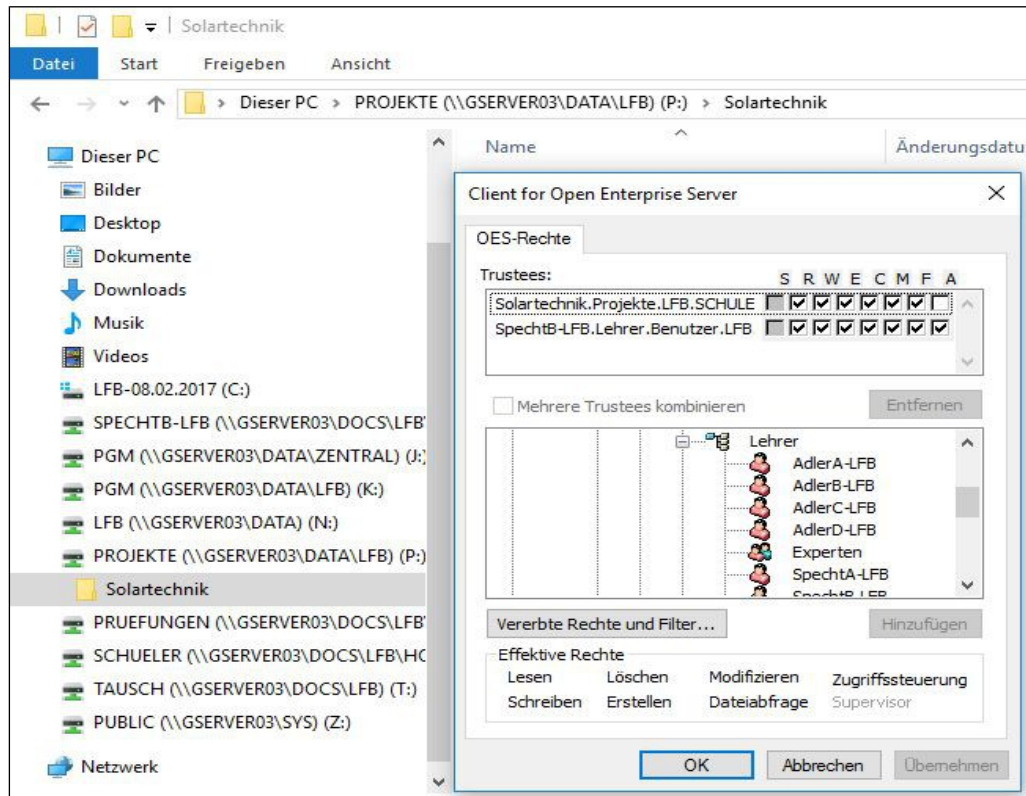 Solartechnik
Datei Start Freigeben Ansicht
Dieser PC > PROJEKTE (\\GSERVER03\DATA\LFB) (P:) > Solartechnik
Name Änderungsdatu
Dieser PC
Bilder
Desktop
Dokumente
Downloads
Musik
Videos
LFB-08.02.2017 (C:)
SPECHTB-LFB (\\GSERVER03\DOCS\LFB
PGM (\\GSERVER03\DATA\ZENTRAL) (J:)
PGM (\\GSERVER03\DATA\LFB) (K:)
LFB (\\GSERVER03\DATA) (N:)
PROJEKTE (\\GSERVER03\DATA\LFB) (P:)
Solartechnik
PRUEFUNGEN (\\GSERVER03\DOCS\LFB
SCHUELER (\\GSERVER03\DOCS\LFB\HO
TAUSCH (\\GSERVER03\DOCS\LFB) (T:)
PUBLIC (\\GSERVER03\SYS) (Z:)
Netzwerk
Client for Open Enterprise Server
OES-Rechte
Trustees: S R W E C M F A
Solartechnik.Projekte.LFB.SCHULE
SpechtB-LFB.Lehrer.Benutzer.LFB
Mehrere Trustees kombinieren Entfernen
Lehrer
AdlerA-LFB
AdlerB-LFB
AdlerC-LFB
AdlerD-LFB
Experten
SpechtA-LFB
SpechtB-LFB
Vererbte Rechte und Filter... Hinzufügen
Effektive Rechte
Lesen Löschen Modifizieren Zugriffssteuerung
Schreiben Erstellen Dateiabfrage Supervisor
OK Abbrechen Übernehmen